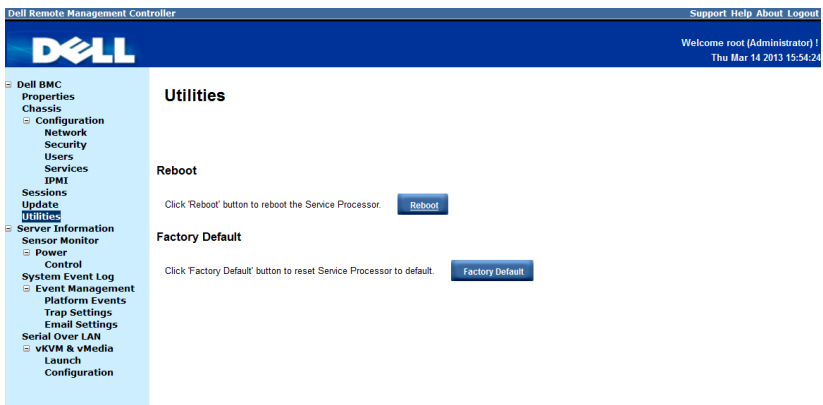 Dell Remote Management Controller
Support Help About Logout
DELL
Welcome root (Administrator) !
Thu Mar 14 2013 15:54:24
Dell BMC
Properties
Chassis
Configuration
Network
Security
Users
Services
IPMI
Sessions
Update
Utilities
Server Information
Sensor Monitor
Power
Control
System Event Log
Event Management
Platform Events
Trap Settings
Email Settings
Serial Over LAN
vKVM & vMedia
Launch
Configuration
Utilities
Reboot
Click 'Reboot' button to reboot the Service Processor. Reboot
Factory Default
Click 'Factory Default' button to reset Service Processor to default. Factory Default